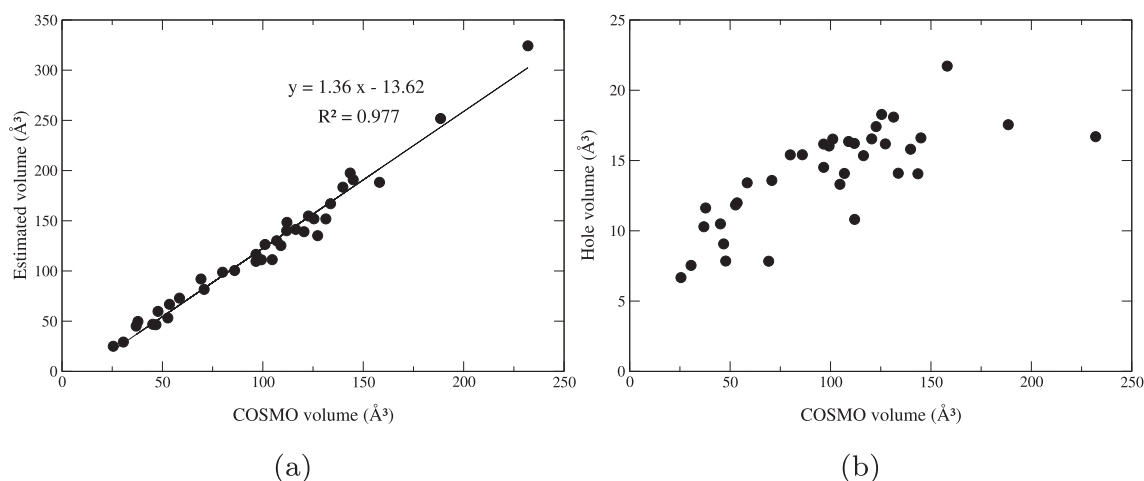 350
300
250
200
150
100
50
0
Estimated volume (Å³)
y = 1.36 x - 13.62
R² = 0.977
0 50 100 150 200 250
COSMO volume (Å³)
(a)
25
20
15
10
5
0
Hole volume (Å³)
0 50 100 150 200 250
COSMO volume (Å³)
(b)